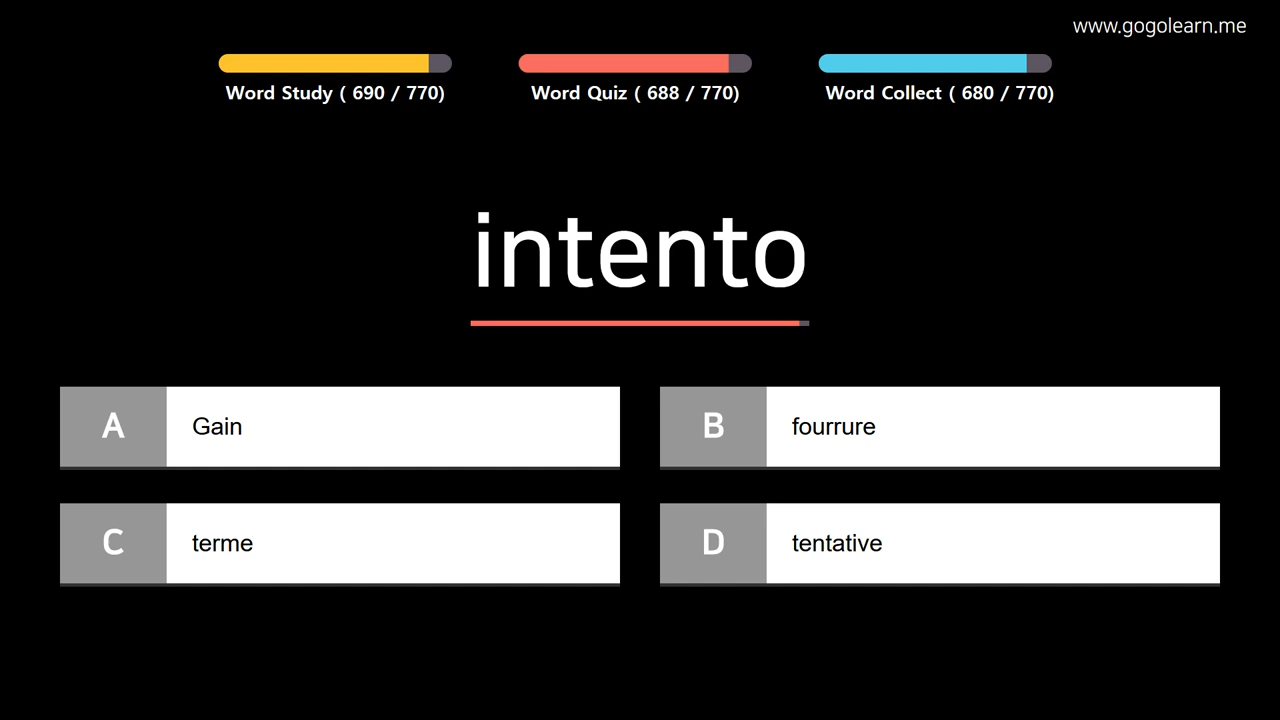 www.gogolearn.me
Word Study ( 690 / 770)
Word Quiz ( 688 / 770)
Word Collect ( 680 / 770)
intento
A Gain
B fourrure
C terme
D tentative